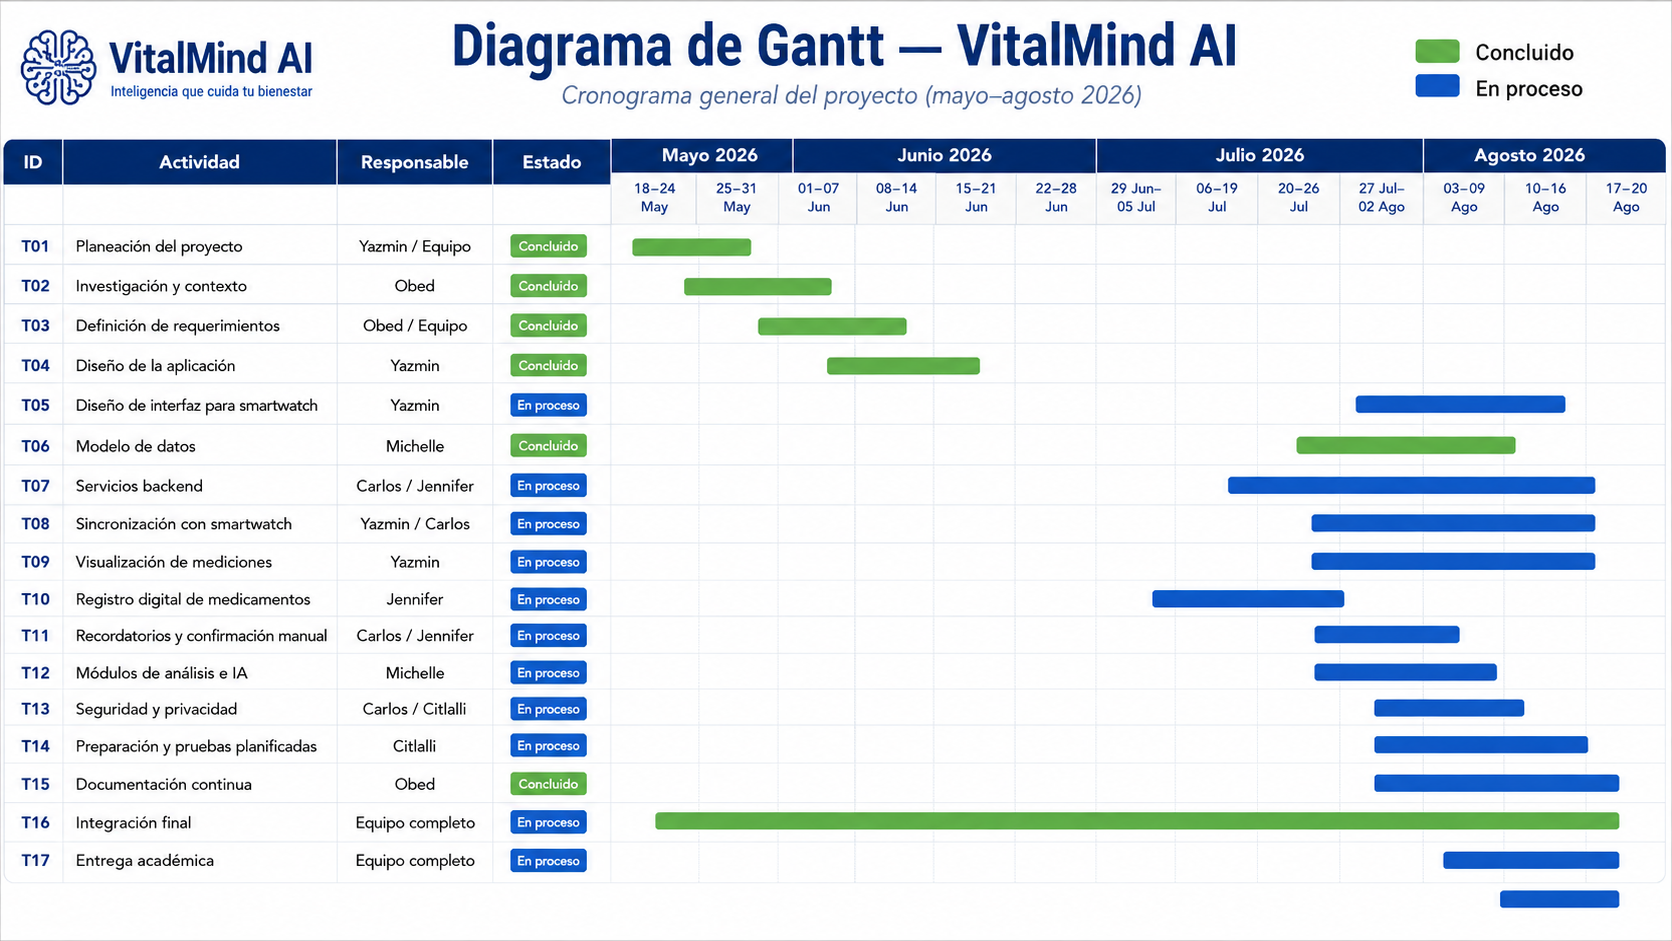 VitalMind AI
Inteligencia que cuida tu bienestar
Diagrama de Gantt — VitalMind AI
Cronograma general del proyecto (mayo–agosto 2026)
Concluido
En proceso
ID Actividad Responsable Estado Mayo 2026 Junio 2026 Julio 2026 Agosto 2026
18–24 25–31 01–07 08–14 15–21 22–28 29 Jun– 06–19 20–26 27 Jul– 03–09 10–16 17–20
May May Jun Jun Jun Jun 05 Jul Jul Jul 02 Ago Ago Ago Ago
T01 Planeación del proyecto Yazmin / Equipo Concluido
T02 Investigación y contexto Obed Concluido
T03 Definición de requerimientos Obed / Equipo Concluido
T04 Diseño de la aplicación Yazmin Concluido
T05 Diseño de interfaz para smartwatch Yazmin En proceso
T06 Modelo de datos Michelle Concluido
T07 Servicios backend Carlos / Jennifer En proceso
T08 Sincronización con smartwatch Yazmin / Carlos En proceso
T09 Visualización de mediciones Yazmin En proceso
T10 Registro digital de medicamentos Jennifer En proceso
T11 Recordatorios y confirmación manual Carlos / Jennifer En proceso
T12 Módulos de análisis e IA Michelle En proceso
T13 Seguridad y privacidad Carlos / Citlalli En proceso
T14 Preparación y pruebas planificadas Citlalli En proceso
T15 Documentación continua Obed Concluido
T16 Integración final Equipo completo En proceso
T17 Entrega académica Equipo completo En proceso